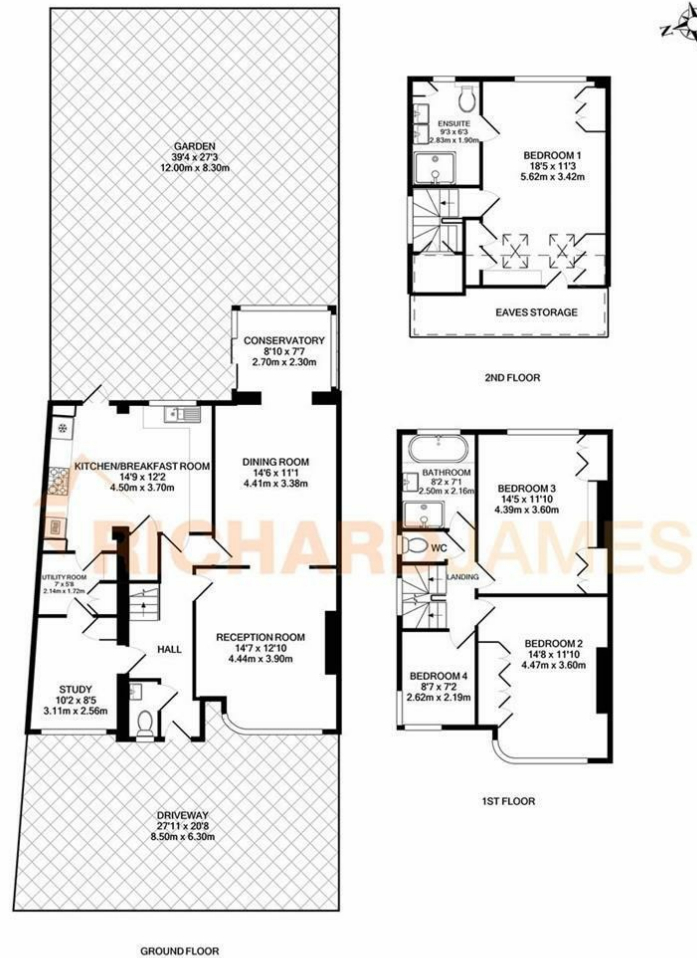 N
GARDEN
39'4 x 27'3
12.00m x 8.30m
ENSUITE
9'3 x 6'3
2.83m x 1.90m
BEDROOM 1
18'5 x 11'3
5.62m x 3.42m
EAVES STORAGE
2ND FLOOR
CONSERVATORY
8'10 x 7'7
2.70m x 2.30m
KITCHEN/BREAKFAST ROOM
14'9 x 12'2
4.50m x 3.70m
DINING ROOM
14'6 x 11'1
4.41m x 3.38m
BATHROOM
8'2 x 7'1
2.50m x 2.16m
BEDROOM 3
14'5 x 11'10
4.39m x 3.60m
RICHARD JAMES
WC
UTILITY ROOM
7' x 5'8
2.14m x 1.72m
LANDING
HALL
RECEPTION ROOM
14'7 x 12'10
4.44m x 3.90m
STUDY
10'2 x 8'5
3.11m x 2.56m
BEDROOM 2
14'8 x 11'10
4.47m x 3.60m
BEDROOM 4
8'7 x 7'2
2.62m x 2.19m
1ST FLOOR
DRIVEWAY
27'11 x 20'8
8.50m x 6.30m
GROUND FLOOR